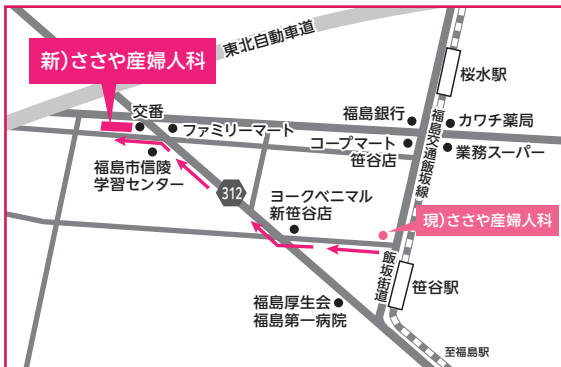 東北自動車道
新)ささや産婦人科
桜水駅
交番
ファミリーマート
福島銀行
カワチ薬局
コープマート
笹谷店
業務スーパー
福島交通飯坂線
福島市信陵
学習センター
312
ヨークベニマル
新笹谷店
現)ささや産婦人科
飯坂街道
笹谷駅
福島厚生会
福島第一病院
至福島駅